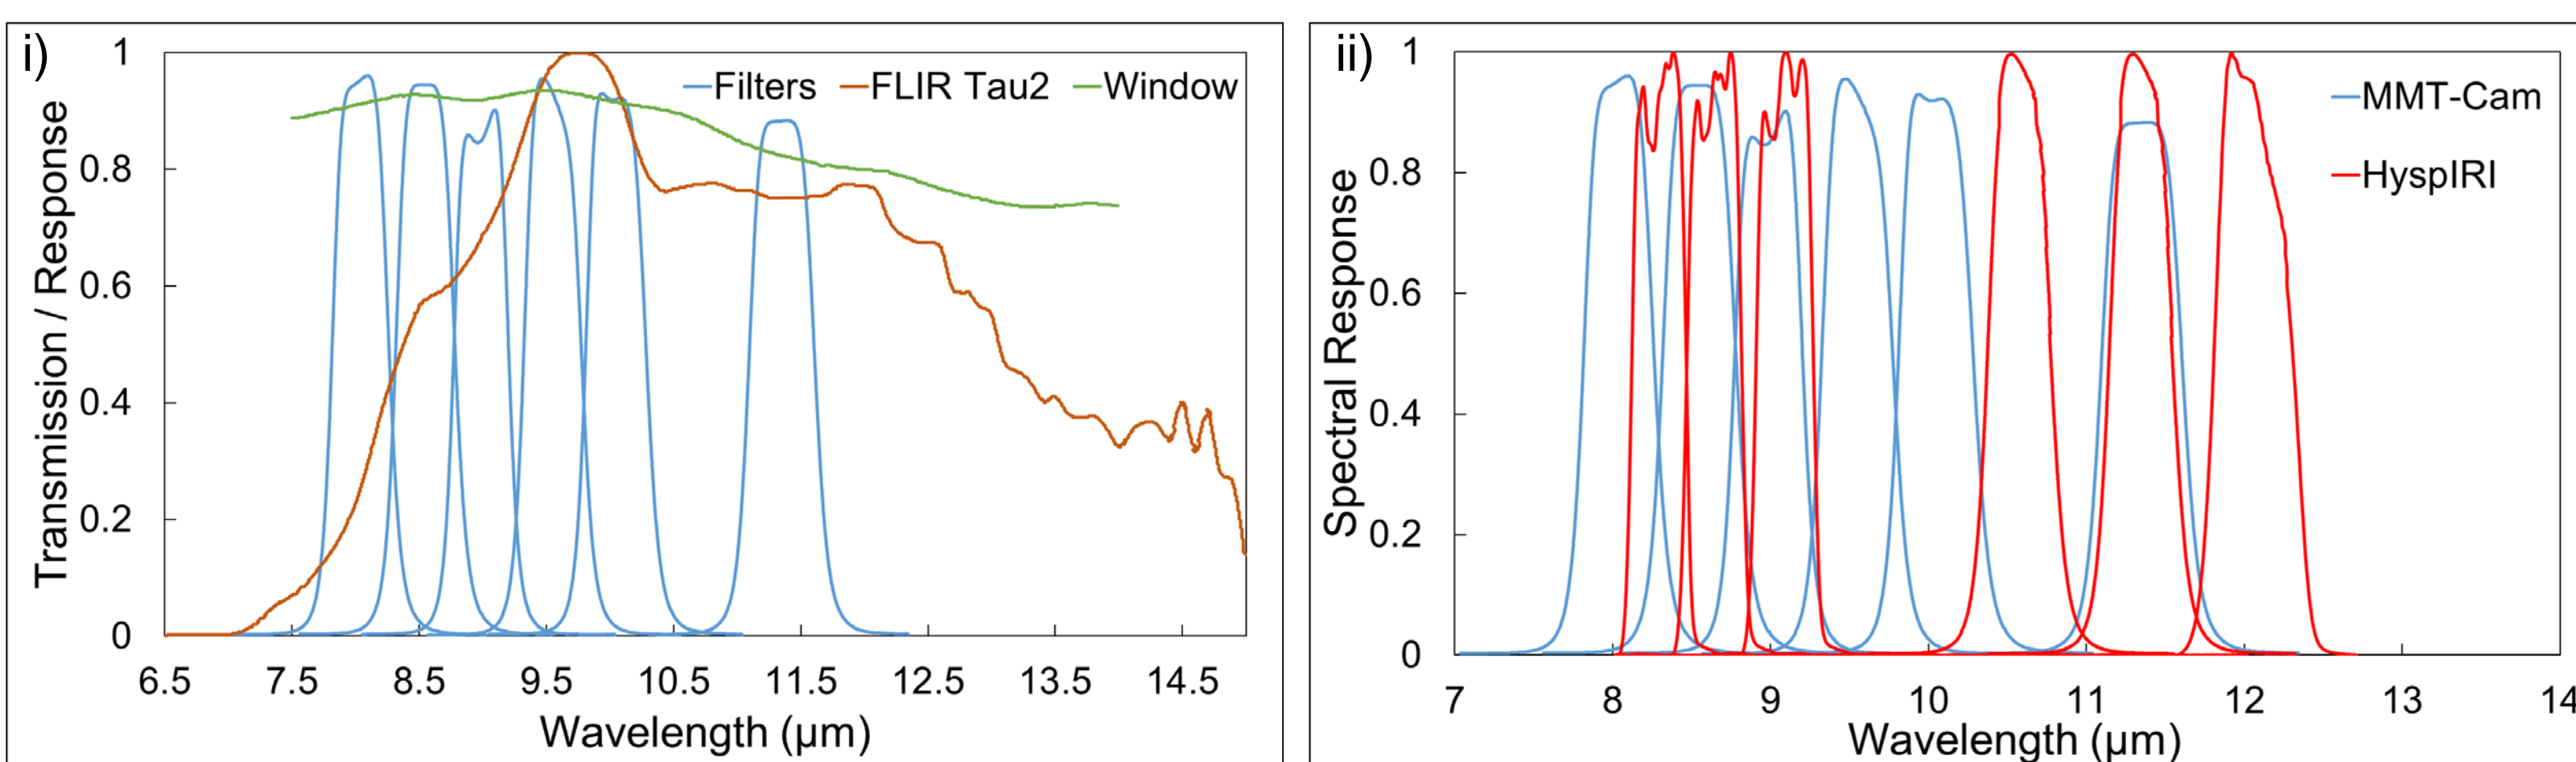 i)
Transmission / Response
1
0.8
0.6
0.4
0.2
0
Filters FLIR Tau2 Window
6.5 7.5 8.5 9.5 10.5 11.5 12.5 13.5 14.5
Wavelength (µm)
ii)
Spectral Response
1
0.8
0.6
0.4
0.2
0
MMT-Cam
HyspIRI
7 8 9 10 11 12 13 14
Wavelength (µm)